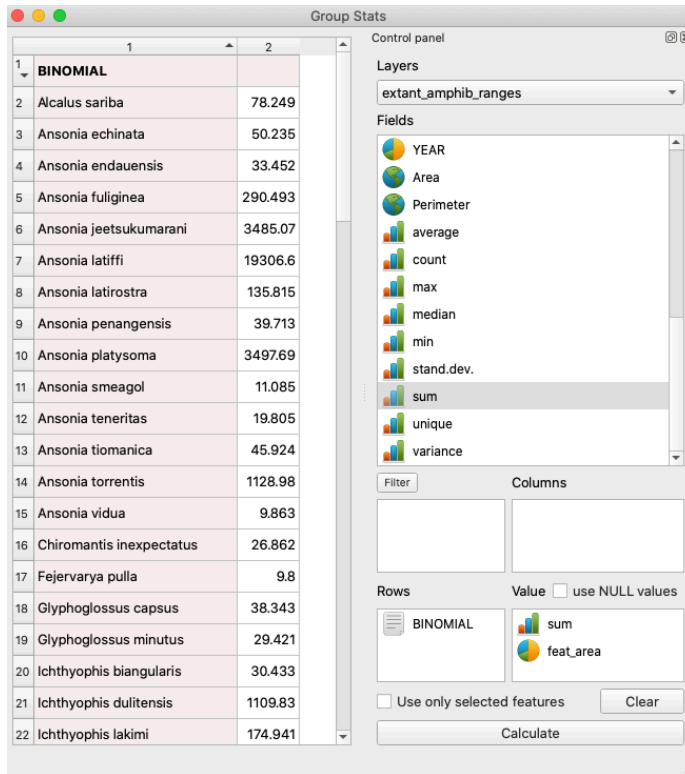 Group Stats
1 2
1 BINOMIAL
2 Alcalus sariba 78.249
3 Ansonia echinata 50.235
4 Ansonia endauensis 33.452
5 Ansonia fuliginea 290.493
6 Ansonia jeetsukumarani 3485.07
7 Ansonia latiffi 19306.6
8 Ansonia latirostra 135.815
9 Ansonia penangensis 39.713
10 Ansonia platysoma 3497.69
11 Ansonia smeagol 11.085
12 Ansonia teneritas 19.805
13 Ansonia tiomanica 45.924
14 Ansonia torrentis 1128.98
15 Ansonia vidua 9.863
16 Chiromantis inexpectatus 26.862
17 Fejervarya pulla 9.8
18 Glyphoglossus capsus 38.343
19 Glyphoglossus minutus 29.421
20 Ichthyophis biangularis 30.433
21 Ichthyophis dulitensis 1109.83
22 Ichthyophis lakimi 174.941
Control panel
Layers
extant_amphib_ranges
Fields
YEAR
Area
Perimeter
average
count
max
median
min
stand.dev.
sum
unique
variance
Filter Columns
Rows Value use NULL values
BINOMIAL sum
feat_area
Use only selected features Clear
Calculate